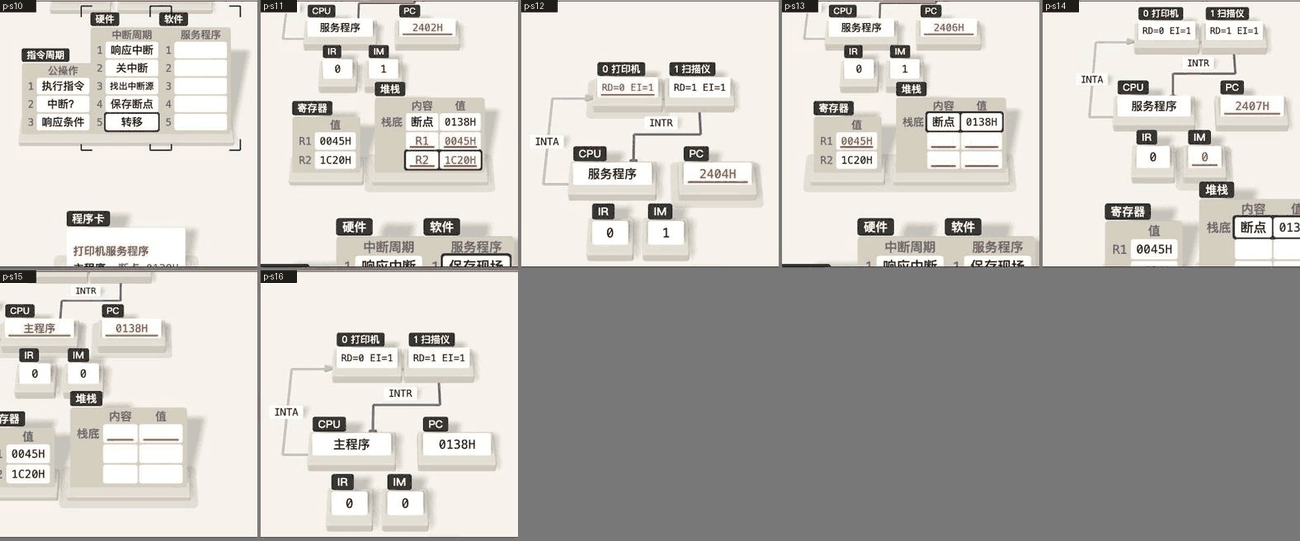 p-s10
硬件 软件
中断周期 服务程序
指令周期
公操作
1 执行指令
2 中断?
3 响应条件
1 响应中断 1
2 关中断 2
3 找出中断源 3
4 保存断点 4
5 转移 5
程序卡
打印机服务程序
p-s11
CPU PC
服务程序 2402H
IR IM
0 1
寄存器
值
R1 0045H
R2 1C20H
堆栈
内容 值
栈底 断点 0138H
R1 0045H
R2 1C20H
硬件 软件
中断周期 服务程序
1 响应中断 1 保存现场
p-s12
0 打印机 1 扫描仪
RD=0 EI=1 RD=1 EI=1
INTR
INTA
CPU PC
服务程序 2404H
IR IM
0 1
p-s13
CPU PC
服务程序 2406H
IR IM
0 1
寄存器
值
R1 0045H
R2 1C20H
堆栈
内容 值
栈底 断点 0138H
硬件 软件
中断周期 服务程序
1 响应中断 1 保存现场
p-s14
0 打印机 1 扫描仪
RD=0 EI=1 RD=1 EI=1
INTR
INTA
CPU PC
服务程序 2407H
IR IM
0 0
寄存器
值
R1 0045H
堆栈
内容
栈底 断点 013
p-s15
INTR
CPU PC
主程序 0138H
IR IM
0 0
存器
值
0045H
1C20H
堆栈
内容 值
栈底
p-s16
0 打印机 1 扫描仪
RD=0 EI=1 RD=1 EI=1
INTR
INTA
CPU PC
主程序 0138H
IR IM
0 0